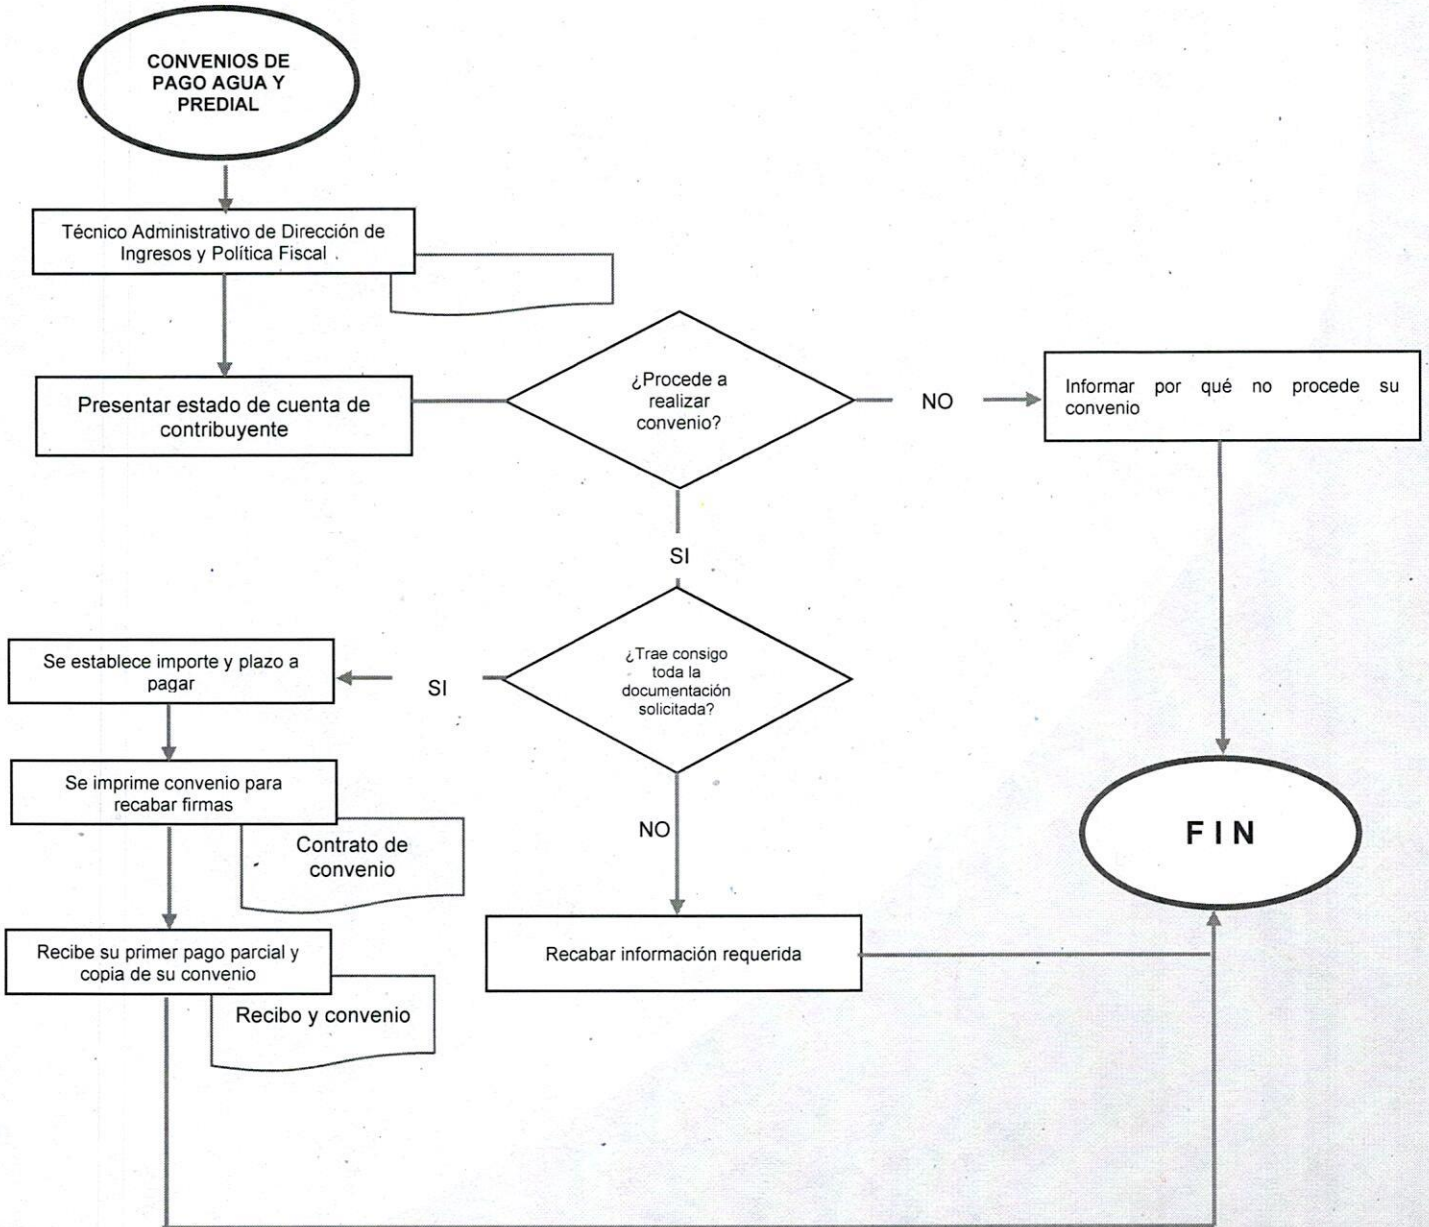 CONVENIOS DE
PAGO AGUA Y
PREDIAL
Técnico Administrativo de Dirección de
Ingresos y Política Fiscal
Presentar estado de cuenta de
contribuyente
¿Procede a
realizar
convenio?
NO
Informar por qué no procede su
convenio
SI
¿Trae consigo
toda la
documentación
solicitada?
SI
Se establece importe y plazo a
pagar
Se imprime convenio para
recabar firmas
Contrato de
convenio
Recibe su primer pago parcial y
copia de su convenio
Recibo y convenio
NO
Recabar información requerida
F I N